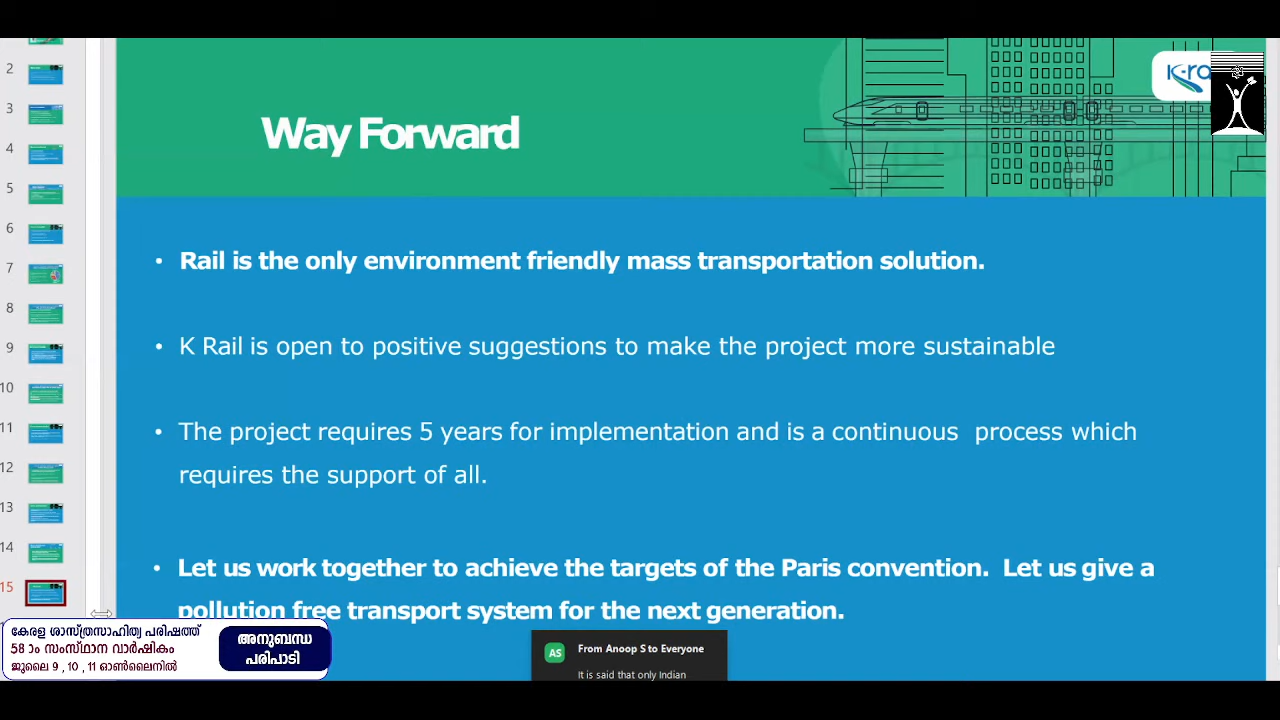 Way Forward
K-ra
• Rail is the only environment friendly mass transportation solution.
• K Rail is open to positive suggestions to make the project more sustainable
• The project requires 5 years for implementation and is a continuous process which
requires the support of all.
• Let us work together to achieve the targets of the Paris convention. Let us give a
pollution free transport system for the next generation.
2
3
4
5
6
7
8
9
10
11
12
13
14
15
കേരള ശാസ്ത്രസാഹിത്യ പരിഷത്ത്
58 ാം സംസ്ഥാന വാർഷികം
ജൂലൈ 9 , 10 , 11 ഓൺലൈനിൽ
അനുബന്ധ
പരിപാടി
AS
From Anoop S to Everyone
It is said that only Indian